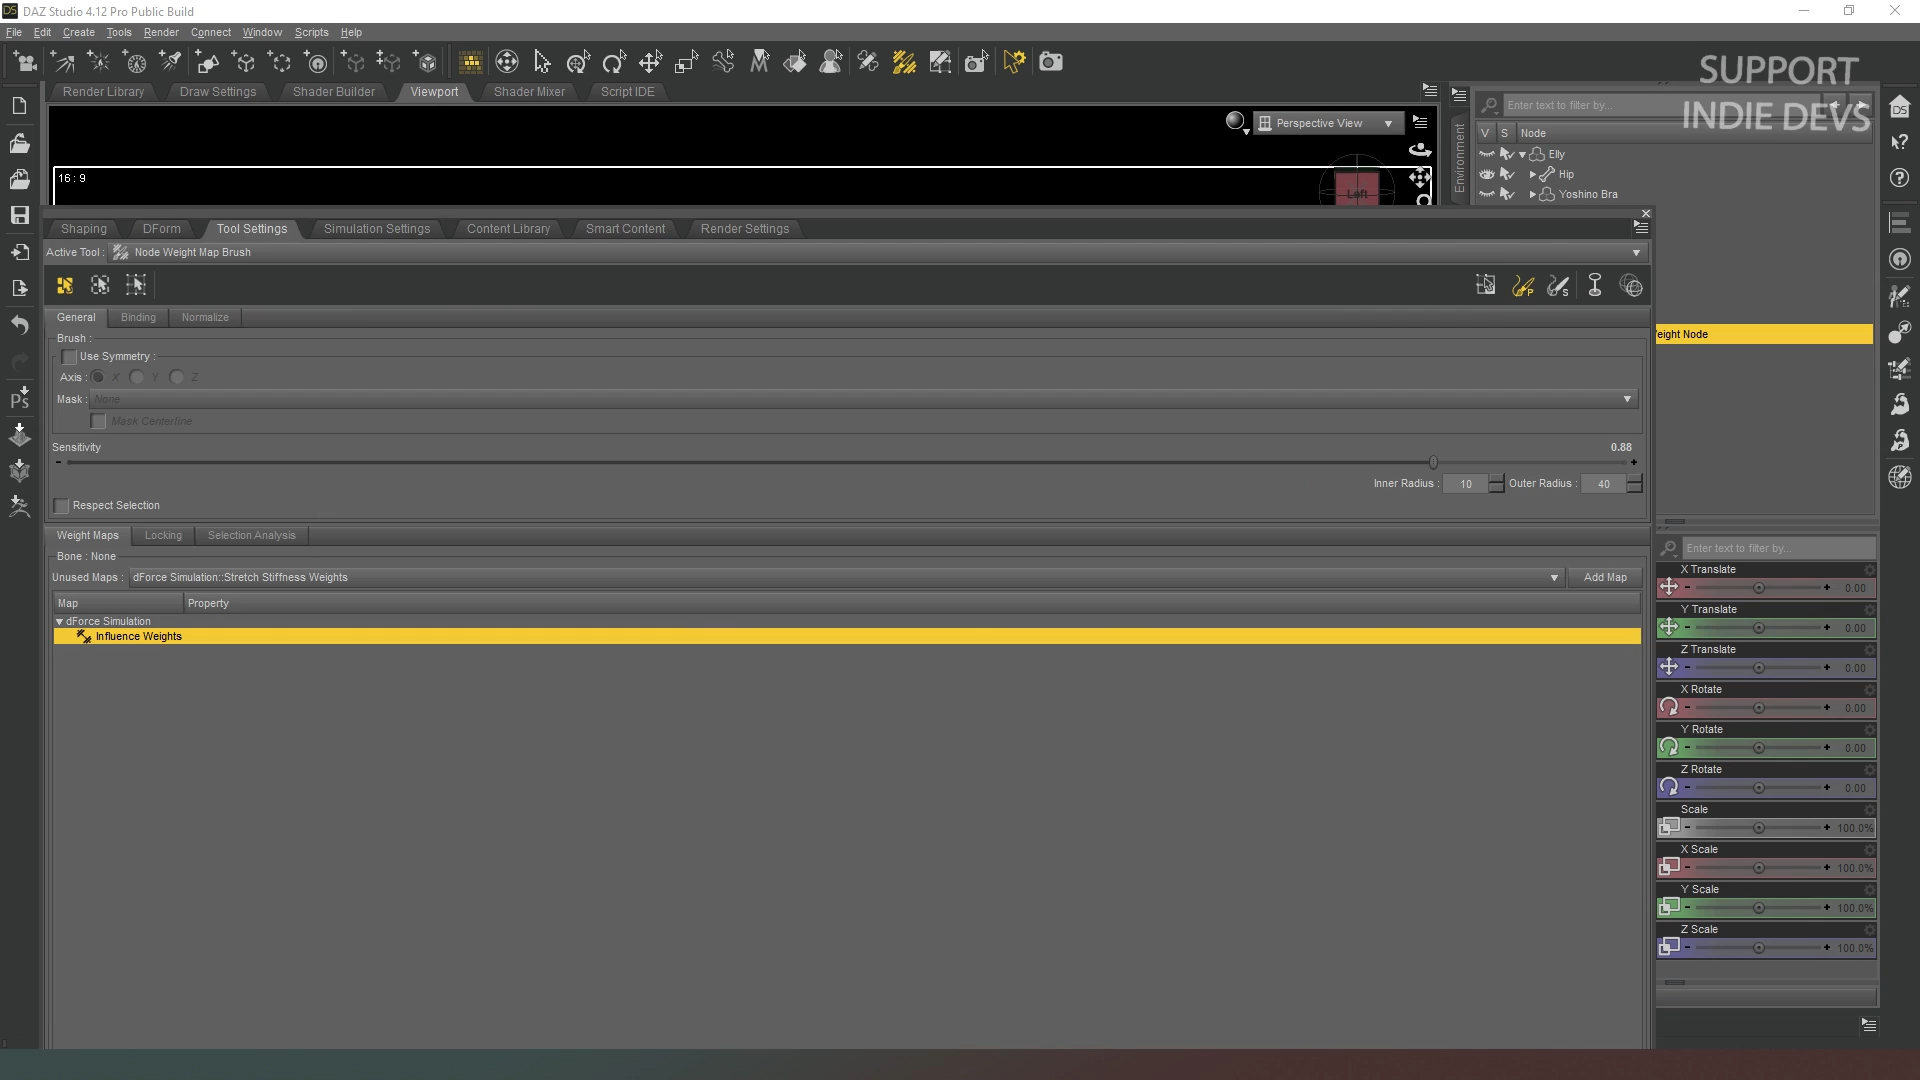 DAZ Studio 4.12 Pro Public Build
File Edit Create Tools Render Connect Window Scripts Help
SUPPORT
INDIE DEVS
Render Library Draw Settings Shader Builder Viewport Shader Mixer Script IDE
Enter text to filter by...
Perspective View
V S Node
Environment
Elly
16 : 9
Hip
Left
Yoshino Bra
Shaping DForm Tool Settings Simulation Settings Content Library Smart Content Render Settings
Active Tool : Node Weight Map Brush
General Binding Normalize
Brush :
eight Node
Use Symmetry :
Axis : X Y Z
Mask : None
Mask Centerline
Sensitivity
0.88
Inner Radius : 10 Outer Radius : 40
Respect Selection
Weight Maps Locking Selection Analysis
Bone : None
Unused Maps : dForce Simulation::Stretch Stiffness Weights Add Map
Map Property
dForce Simulation
Influence Weights
Enter text to filter by...
X Translate
0.00
Y Translate
0.00
Z Translate
0.00
X Rotate
0.00
Y Rotate
0.00
Z Rotate
0.00
Scale
100.0%
X Scale
100.0%
Y Scale
100.0%
Z Scale
100.0%
DS
Ps